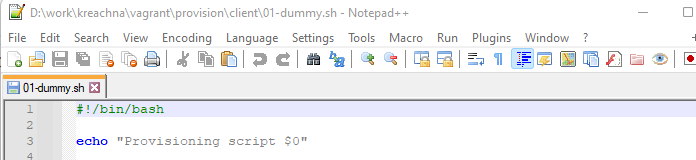 D:\work\kreachna\vagrant\provision\client\01-dummy.sh - Notepad++
File Edit Search View Encoding Language Settings Tools Macro Run Plugins Window ?
01-dummy.sh
1 #!/bin/bash
2
3 echo "Provisioning script $0"
4